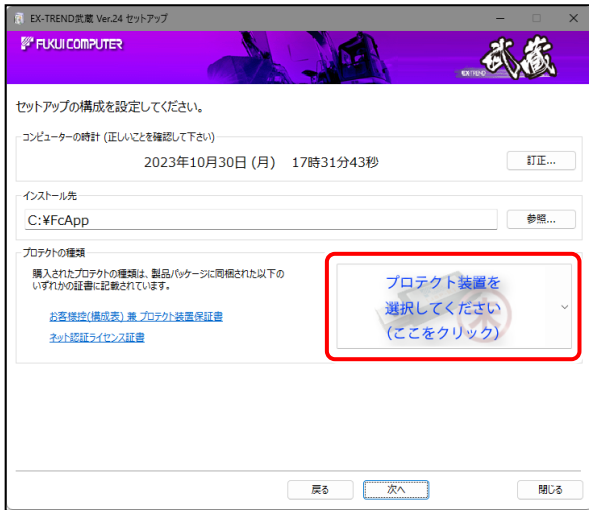 EX-TREND武蔵 Ver.24 セットアップ
FUKUI COMPUTER
EX-TREND 武蔵
セットアップの構成を設定してください。
コンピューターの時計 (正しいことを確認して下さい)
2023年10月30日 (月) 17時31分43秒
訂正...
インストール先
C:¥FcApp
参照...
プロテクトの種類
購入されたプロテクトの種類は、製品パッケージに同梱された以下の
いずれかの証書に記載されています。
お客様控(構成表) 兼 プロテクト装置保証書
ネット認証ライセンス証書
プロテクト装置を
選択してください
(ここをクリック)
戻る
次へ
閉じる